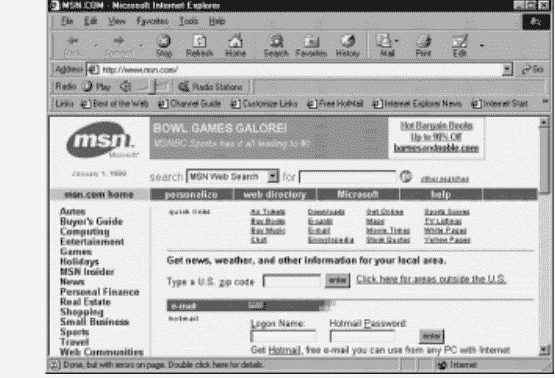 MSN.COM - Microsoft Internet Explorer
File Edit View Favorites Tools Help
Back Forward Stop Refresh Home Search Favorites History Mail Print Edit
Address http://www.msn.com/ Go
Radio Play Radio Stations
Links Best of the Web Channel Guide Customize Links Free HotMail Internet Explorer News Internet Start
msn.
Microsoft
BOWL GAMES GALORE!
MSNBC Sports has it all leading to #1
Hot Bargain Books
Up to 90% Off
barnesandnoble.com
January 1, 1999
search MSN Web Search for
other searches
msn.com home personalize web directory Microsoft help
Autos
Buyer's Guide
Computing
Entertainment
Games
Holidays
MSN Insider
News
Personal Finance
Real Estate
Shopping
Small Business
Sports
Travel
Web Communities
quick links
Air Tickets Downloads Get Online Sports Scores
Buy Books E-cards Maps TV Listings
Buy Music E-mail Movie Times White Pages
Chat Encyclopedia Stock Quotes Yellow Pages
Get news, weather, and other information for your local area.
Type a U.S. zip code enter Click here for areas outside the U.S.
e-mail
hotmail
Logon Name: Hotmail Password:
enter
Get Hotmail, free e-mail you can use from any PC with Internet
Done, but with errors on page. Double click here for details. Internet